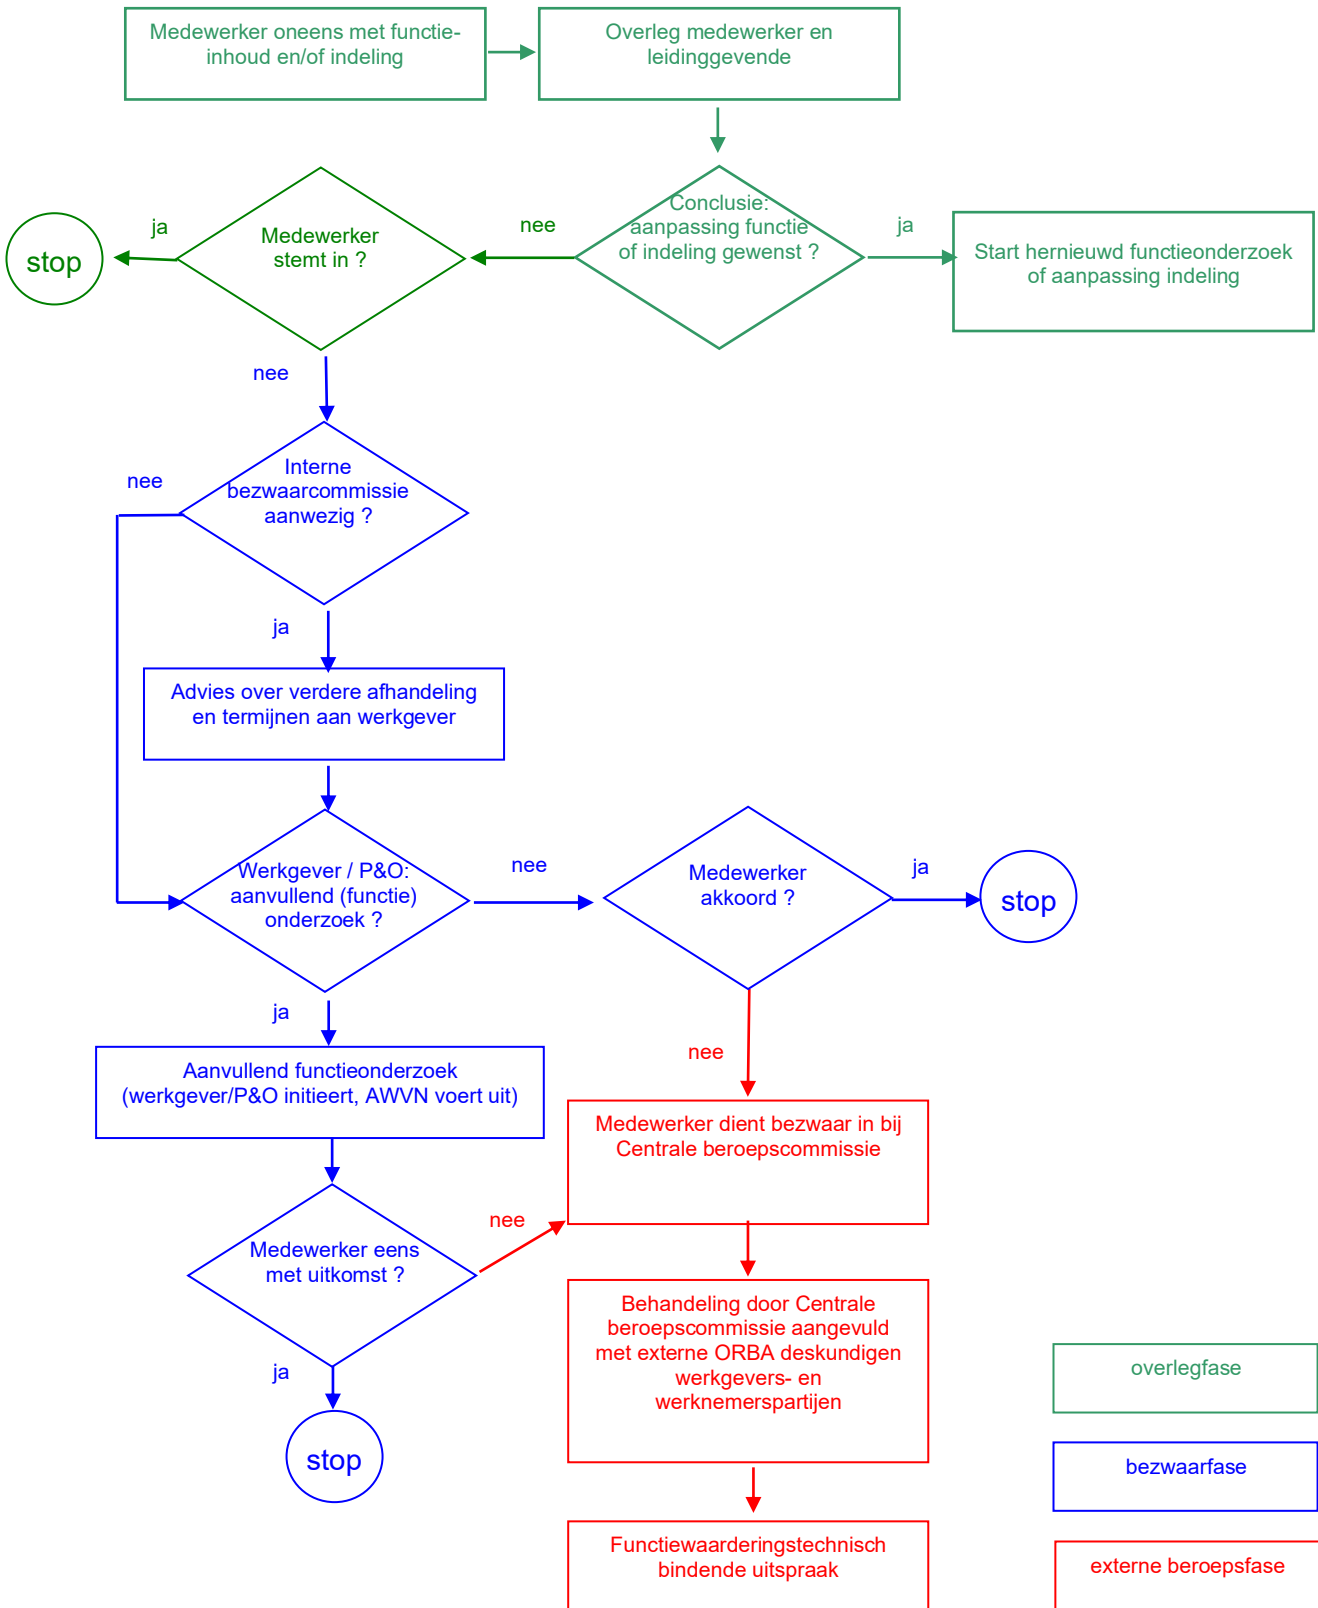 Medewerker oneens met functie-
inhoud en/of indeling
Overleg medewerker en
leidinggevende
Conclusie:
aanpassing functie
of indeling gewenst ?
ja
Start hernieuwd functieonderzoek
of aanpassing indeling
nee
Medewerker
stemt in ?
ja
stop
nee
Interne
bezwaarcommissie
aanwezig ?
nee
ja
Advies over verdere afhandeling
en termijnen aan werkgever
Werkgever / P&O:
aanvullend (functie)
onderzoek ?
nee
Medewerker
akkoord ?
ja
stop
ja
nee
Aanvullend functieonderzoek
(werkgever/P&O initieert, AWVN voert uit)
Medewerker dient bezwaar in bij
Centrale beroepscommissie
Medewerker eens
met uitkomst ?
nee
ja
stop
Behandeling door Centrale
beroepscommissie aangevuld
met externe ORBA deskundigen
werkgevers- en
werknemerspartijen
Functiewaarderingstechnisch
bindende uitspraak
overlegfase
bezwaarfase
externe beroepsfase